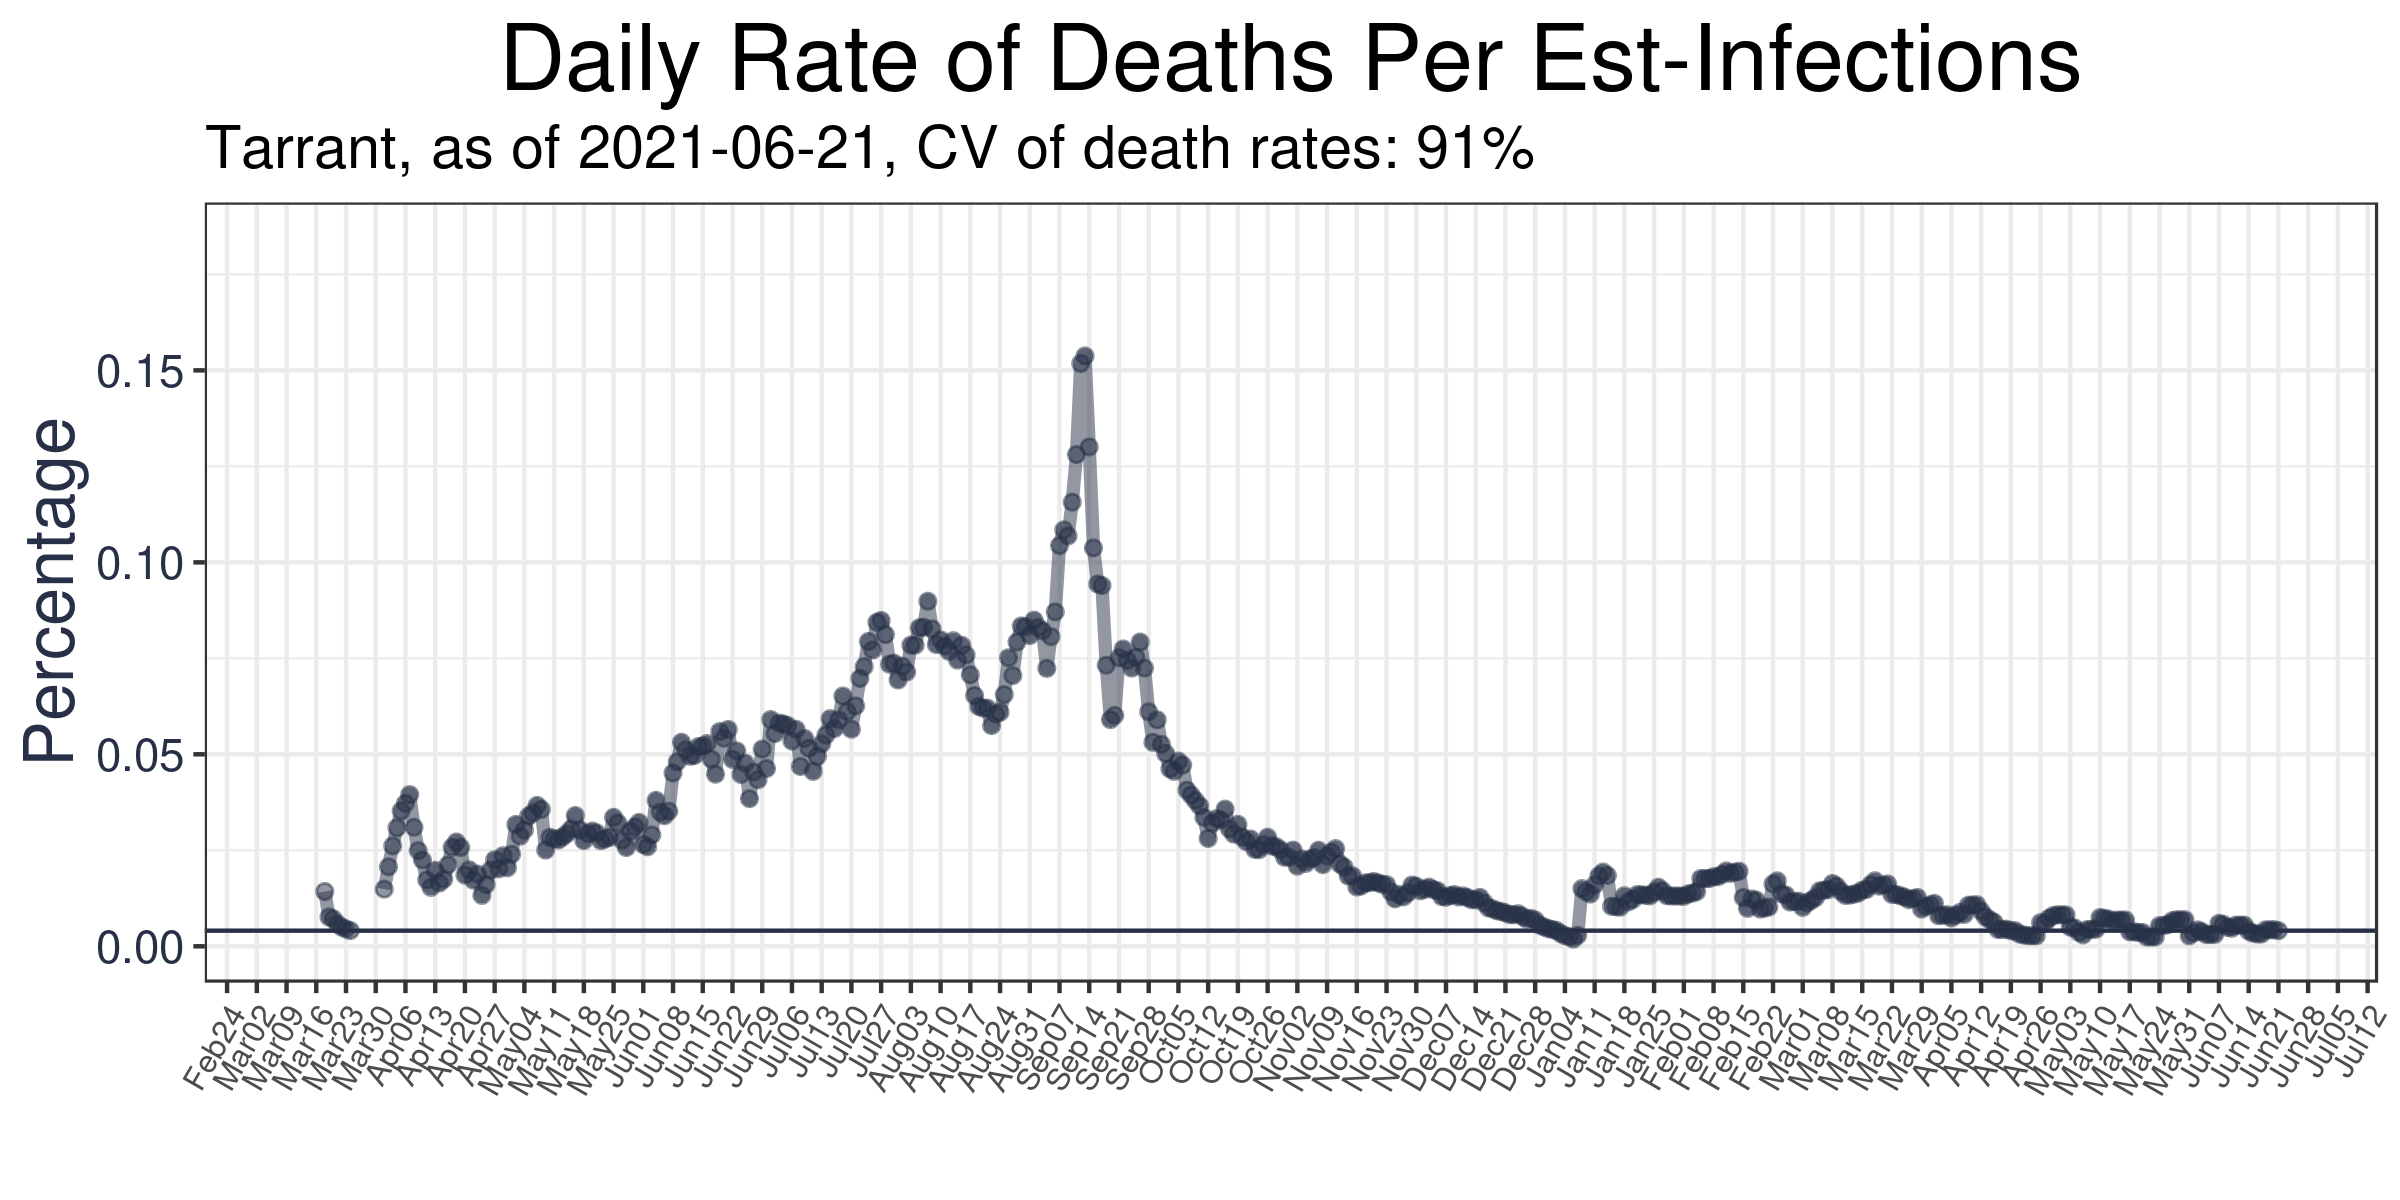 Daily Rate of Deaths Per Est-Infections
Tarrant, as of 2021-06-21, CV of death rates: 91%
Percentage
0.15
0.10
0.05
0.00
Feb24
Mar02
Mar09
Mar16
Mar23
Mar30
Apr06
Apr13
Apr20
Apr27
May04
May11
May18
May25
Jun01
Jun08
Jun15
Jun22
Jun29
Jul06
Jul13
Jul20
Jul27
Aug03
Aug10
Aug17
Aug24
Aug31
Sep07
Sep14
Sep21
Sep28
Oct05
Oct12
Oct19
Oct26
Nov02
Nov09
Nov16
Nov23
Nov30
Dec07
Dec14
Dec21
Dec28
Jan04
Jan11
Jan18
Jan25
Feb01
Feb08
Feb15
Feb22
Mar01
Mar08
Mar15
Mar22
Mar29
Apr05
Apr12
Apr19
Apr26
May03
May10
May17
May24
May31
Jun07
Jun14
Jun21
Jun28
Jul05
Jul12